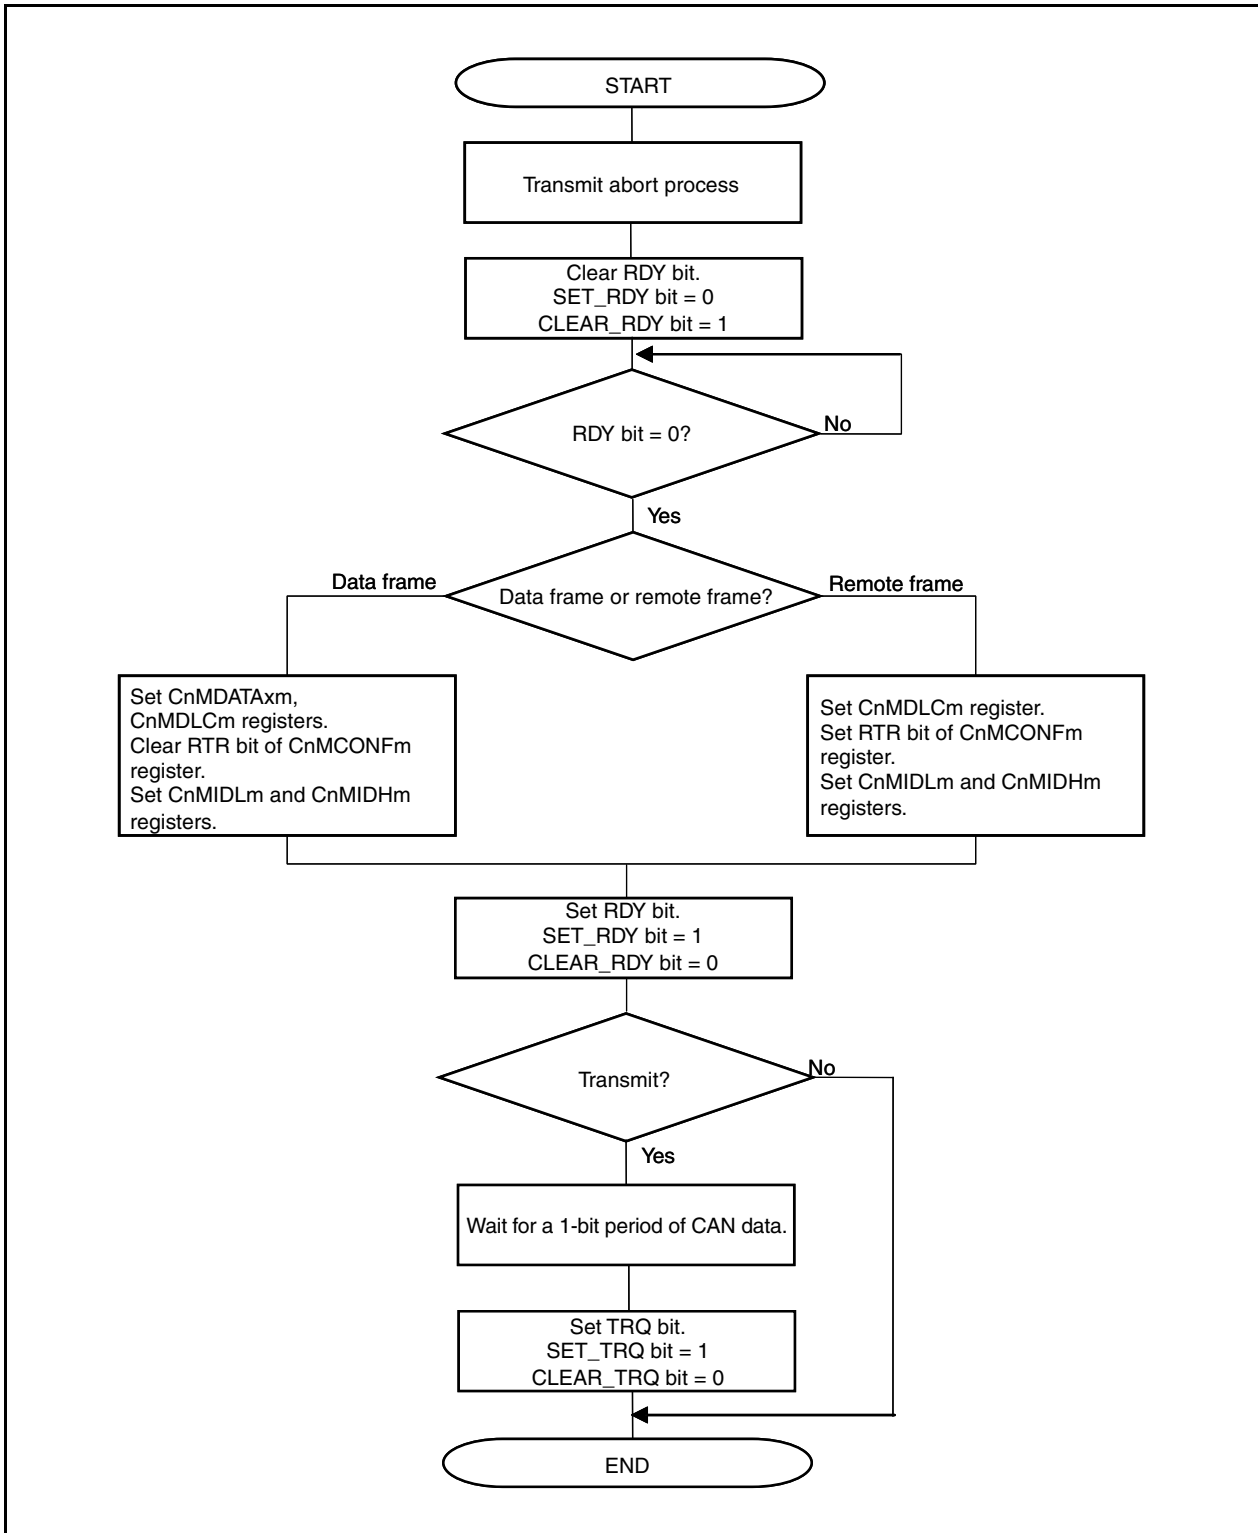 START
Transmit abort process
Clear RDY bit.
SET_RDY bit = 0
CLEAR_RDY bit = 1
RDY bit = 0?
No
Yes
Data frame or remote frame?
Data frame
Remote frame
Set CnMDATAxm,
CnMDLCm registers.
Clear RTR bit of CnMCONFm
register.
Set CnMIDLm and CnMIDHm
registers.
Set CnMDLCm register.
Set RTR bit of CnMCONFm
register.
Set CnMIDLm and CnMIDHm
registers.
Set RDY bit.
SET_RDY bit = 1
CLEAR_RDY bit = 0
Transmit?
No
Yes
Wait for a 1-bit period of CAN data.
Set TRQ bit.
SET_TRQ bit = 1
CLEAR_TRQ bit = 0
END